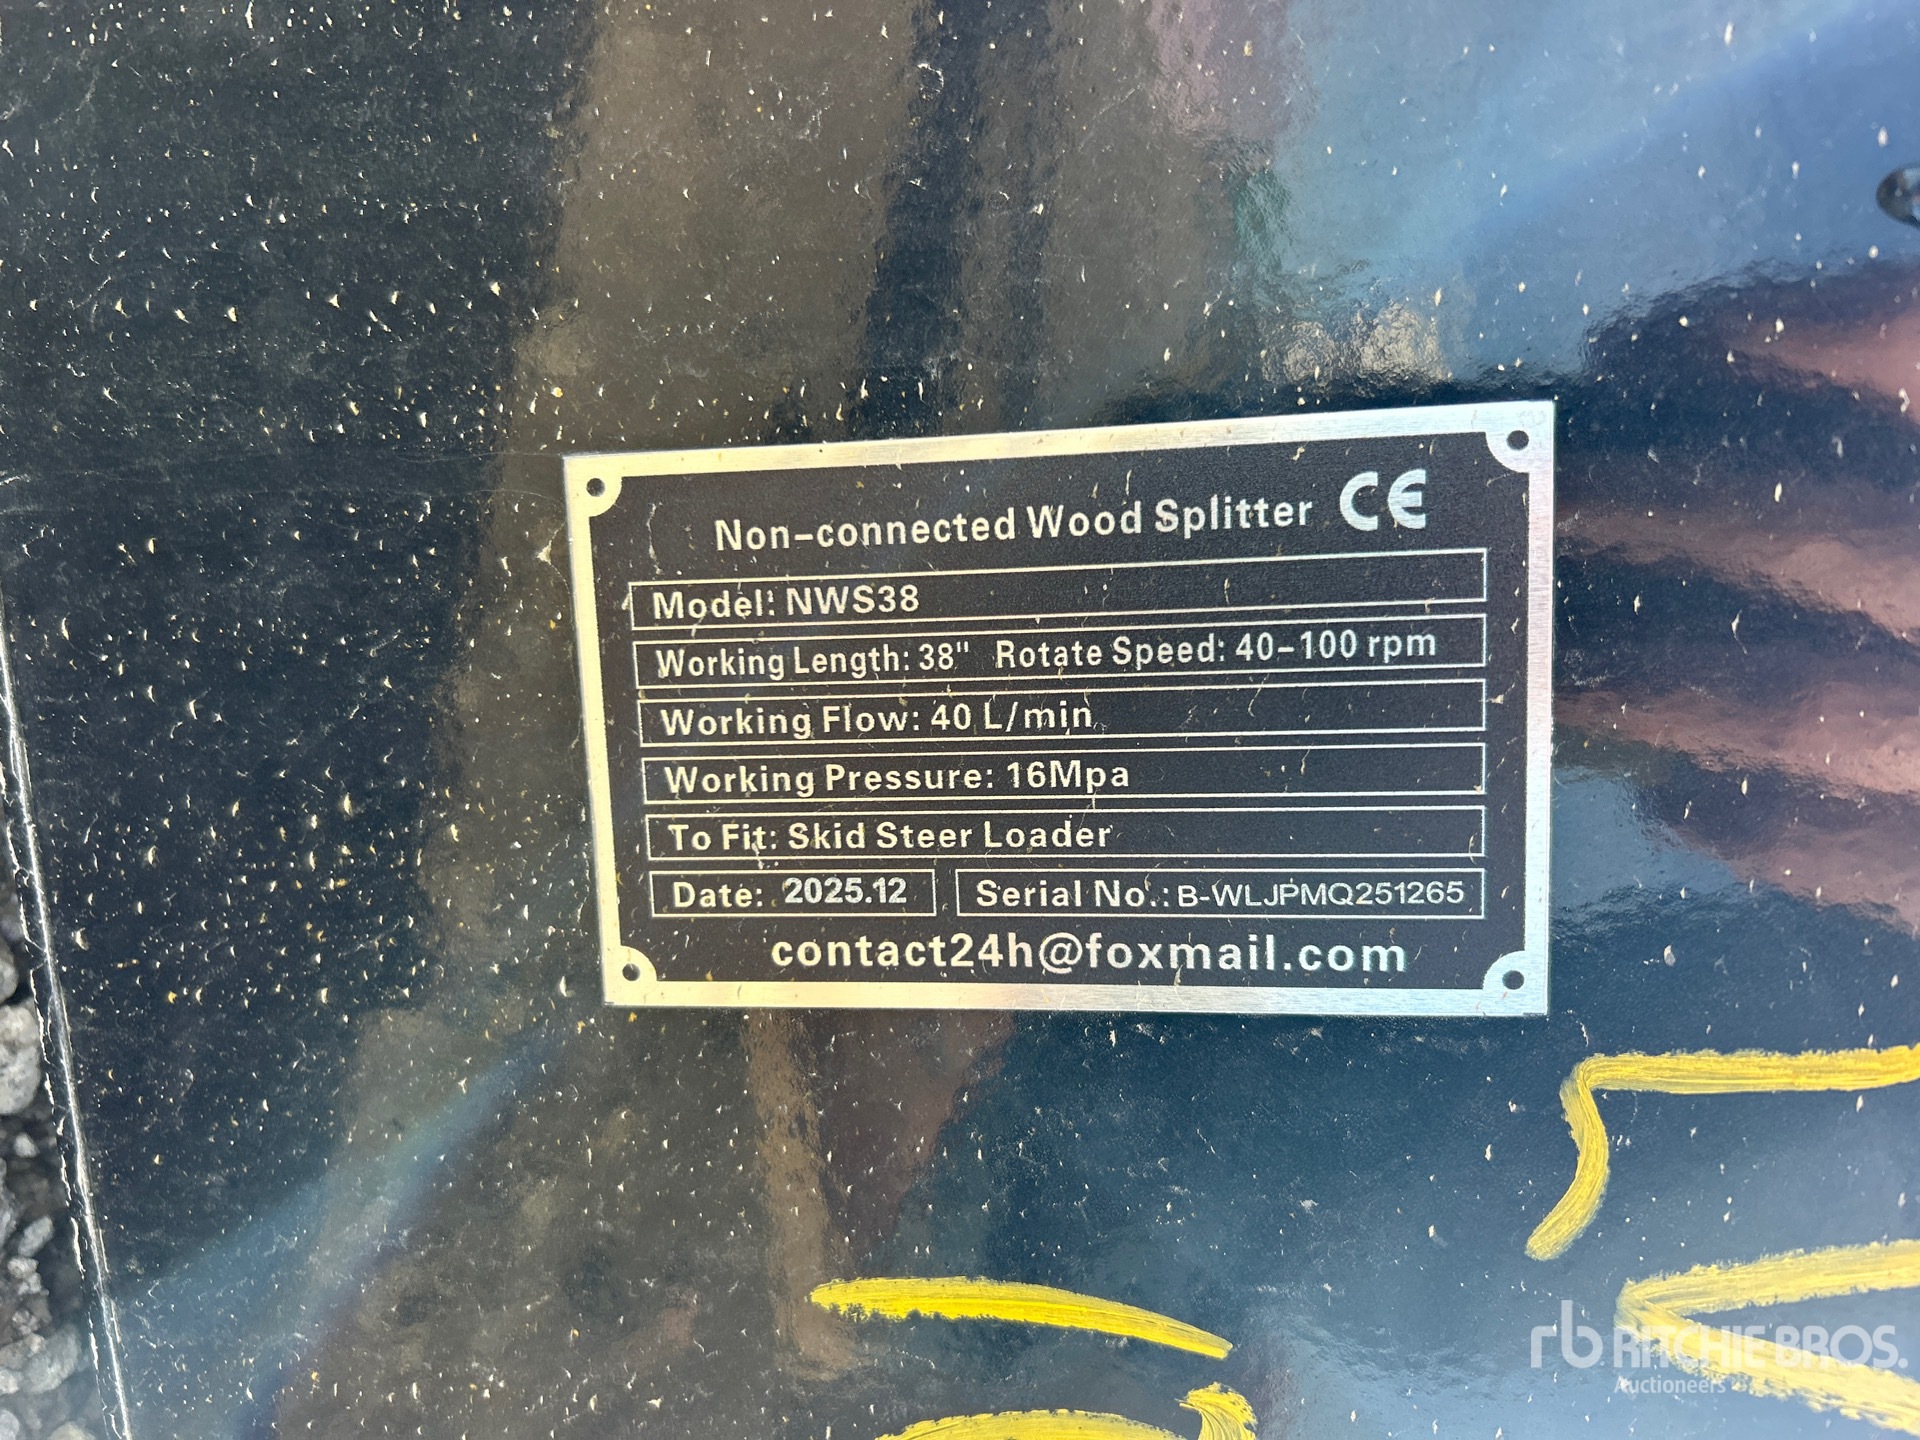 Non-connected Wood Splitter CE
Model: NWS38
Working Length: 38" Rotate Speed: 40-100 rpm
Working Flow: 40 L/min
Working Pressure: 16Mpa
To Fit: Skid Steer Loader
Date: 2025.12 Serial No.: B-WLJPMQ251265
contact24h@foxmail.com
rb RITCHIE BROS.
Auctioneers